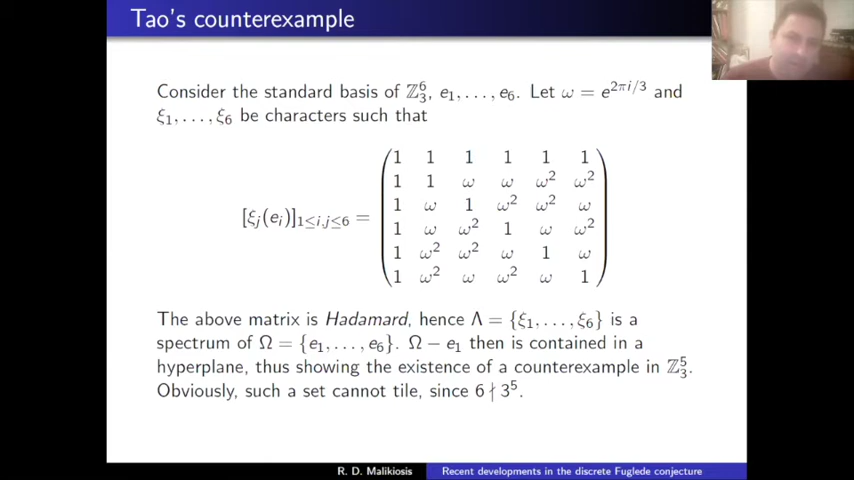 Tao's counterexample
Consider the standard basis of ℤ₃⁶, e₁, . . . , e₆. Let ω = e^{2πi/3} and
ξ₁, . . . , ξ₆ be characters such that
1 1 1 1 1 1
1 1 ω ω ω² ω²
1 ω 1 ω² ω² ω
[ξⱼ(eᵢ)]₁≤i,j≤6 =
1 ω ω² 1 ω ω²
1 ω² ω² ω 1 ω
1 ω² ω ω² ω 1
The above matrix is Hadamard, hence Λ = {ξ₁, . . . , ξ₆} is a
spectrum of Ω = {e₁, . . . , e₆}. Ω − e₁ then is contained in a
hyperplane, thus showing the existence of a counterexample in ℤ₃⁵.
Obviously, such a set cannot tile, since 6 ∤ 3⁵.
R. D. Malikiosis Recent developments in the discrete Fuglede conjecture